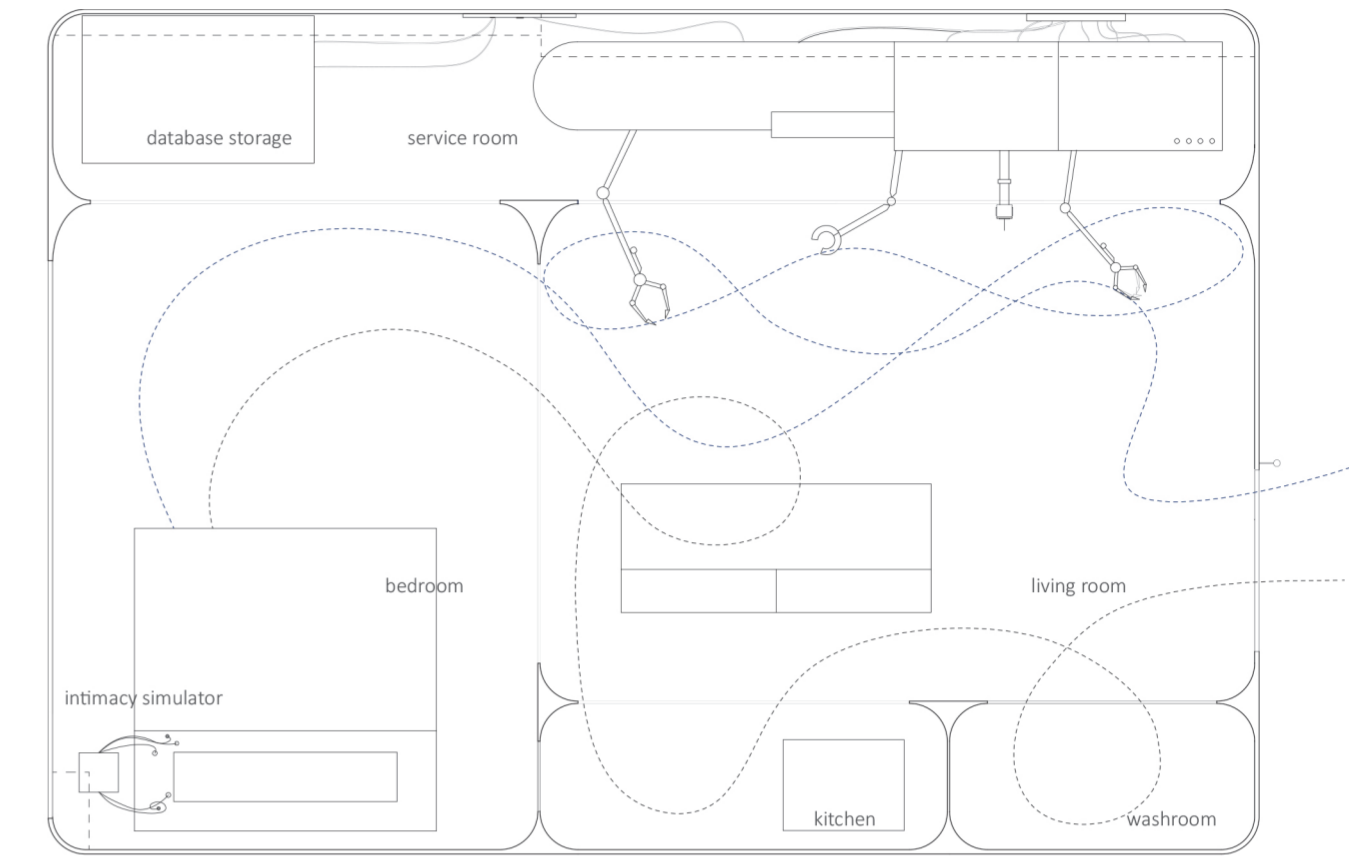 database storage
service room
bedroom
living room
intimacy simulator
kitchen
washroom